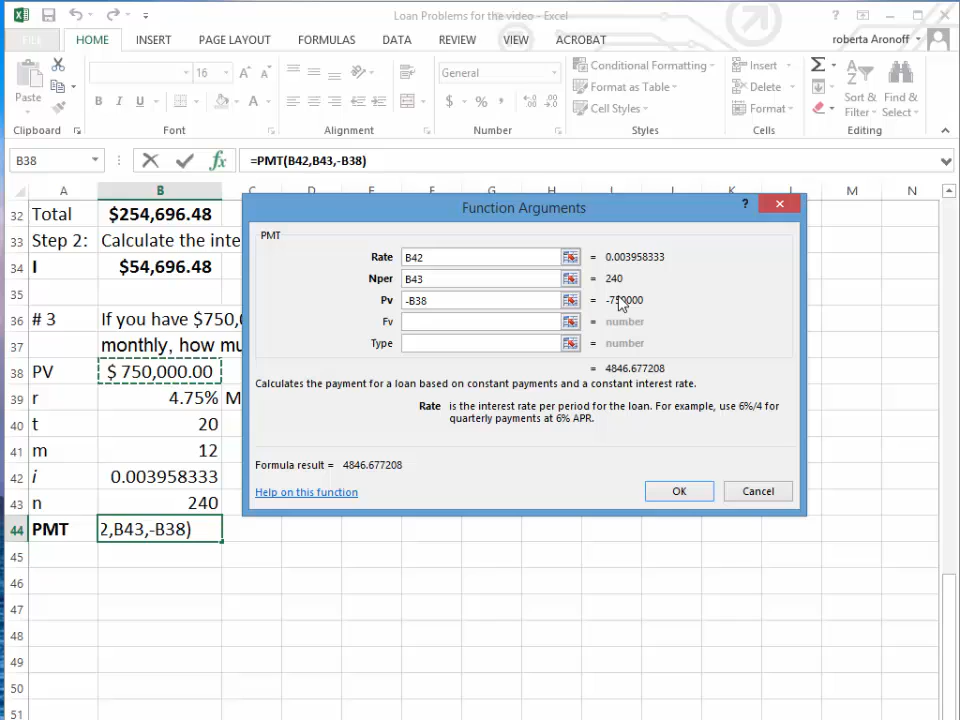 Loan Problems for the video - Excel
FILE HOME INSERT PAGE LAYOUT FORMULAS DATA REVIEW VIEW ACROBAT roberta Aronoff
16 A A General Conditional Formatting Insert Σ
Paste Format as Table Delete Sort & Find &
B I U A $ % , Cell Styles Format Filter Select
Clipboard Font Alignment Number Styles Cells Editing
B38 fx =PMT(B42,B43,-B38)
A B C D E F G H I J K L M N
32 Total $254,696.48
33 Step 2: Calculate the inte
34 I $54,696.48
35
36 # 3 If you have $750,
37 monthly, how mu
38 PV $ 750,000.00
39 r 4.75% M
40 t 20
41 m 12
42 i 0.003958333
43 n 240
44 PMT 2,B43,-B38)
45
46
47
48
49
50
51
Function Arguments
PMT
Rate B42 = 0.003958333
Nper B43 = 240
Pv -B38 = -750000
Fv = number
Type = number
= 4846.677208
Calculates the payment for a loan based on constant payments and a constant interest rate.
Rate is the interest rate per period for the loan. For example, use 6%/4 for
quarterly payments at 6% APR.
Formula result = 4846.677208
Help on this function
OK Cancel